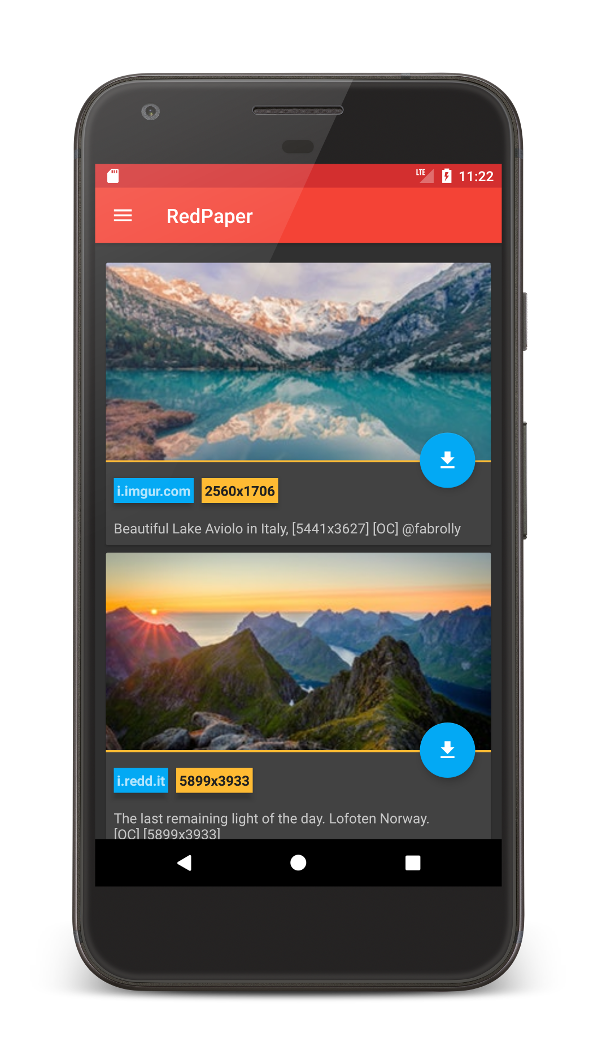 LTE 11:22
RedPaper
i.imgur.com 2560x1706
Beautiful Lake Aviolo in Italy, [5441x3627] [OC] @fabrolly
i.redd.it 5899x3933
The last remaining light of the day. Lofoten Norway.
[OC] [5899x3933]